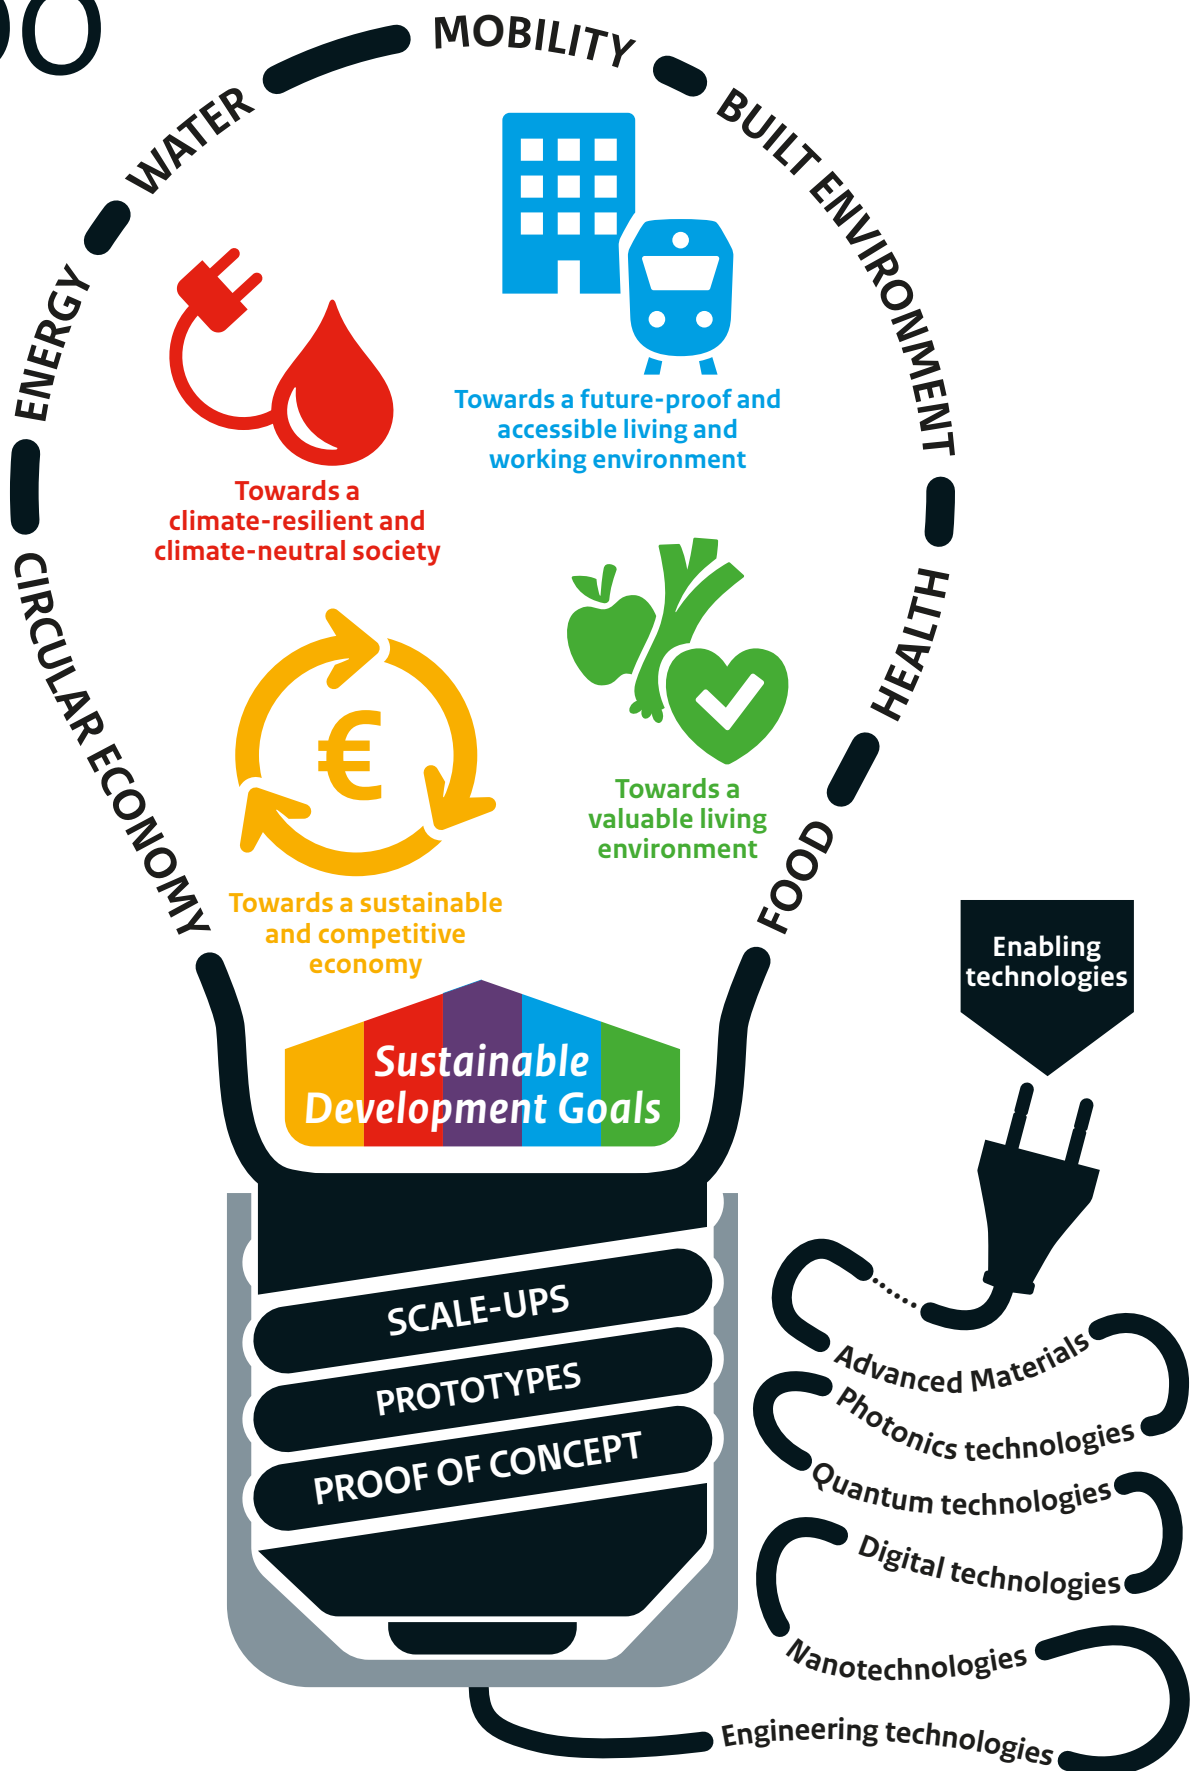 MOBILITY
WATER
BUILT ENVIRONMENT
ENERGY
Towards a future-proof and
accessible living and
working environment
Towards a
climate-resilient and
climate-neutral society
CIRCULAR ECONOMY
HEALTH
Towards a
valuable living
environment
FOOD
Towards a sustainable
and competitive
economy
€
Enabling
technologies
Sustainable
Development Goals
SCALE-UPS
PROTOTYPES
PROOF OF CONCEPT
Advanced Materials
Photonics technologies
Quantum technologies
Digital technologies
Nanotechnologies
Engineering technologies